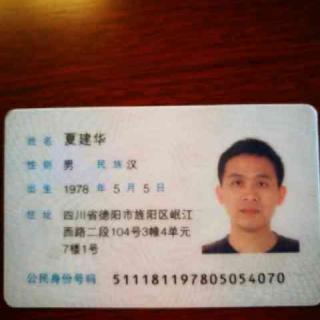 姓名 夏建华
性别 男 民族 汉
出生 1978 年 5 月 5 日
住址 四川省德阳市旌阳区岷江
西路二段104号3幢4单元
7楼1号
公民身份号码 511181197805054070